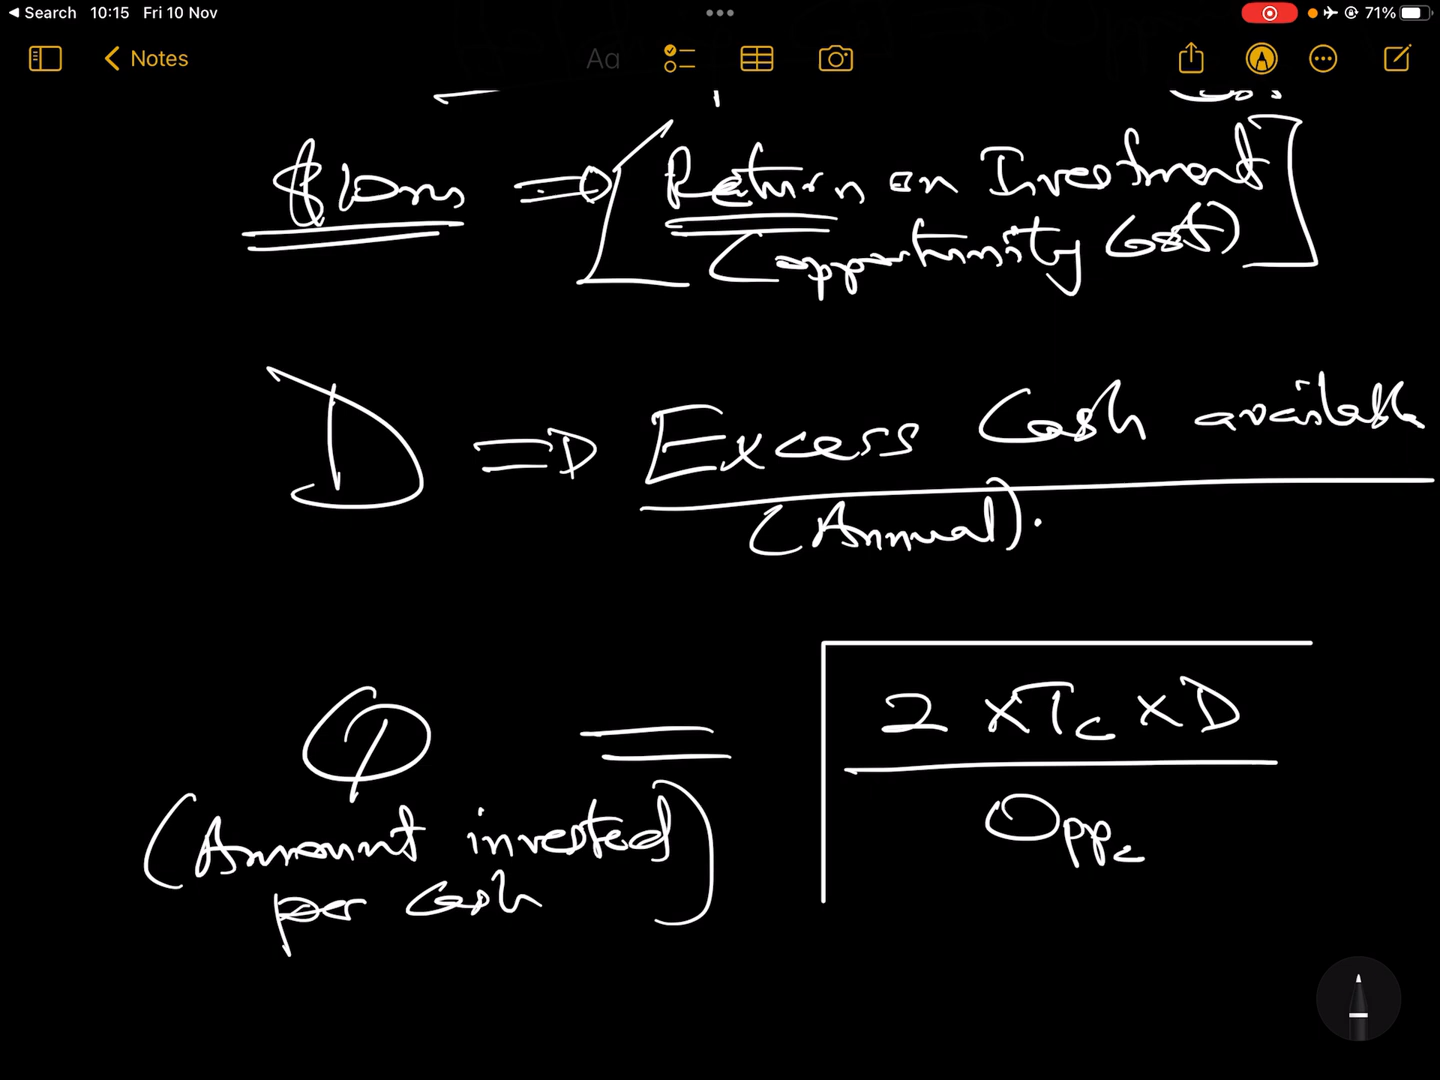 Search 10:15 Fri 10 Nov 71%
Notes Aa
⇒ [Return on Investment
(opportunity Cost)]
D ⇒ Excess Cash available
(Annual).
Q = 2 × Tc × D
Oppc
(Amount invested
per cash)